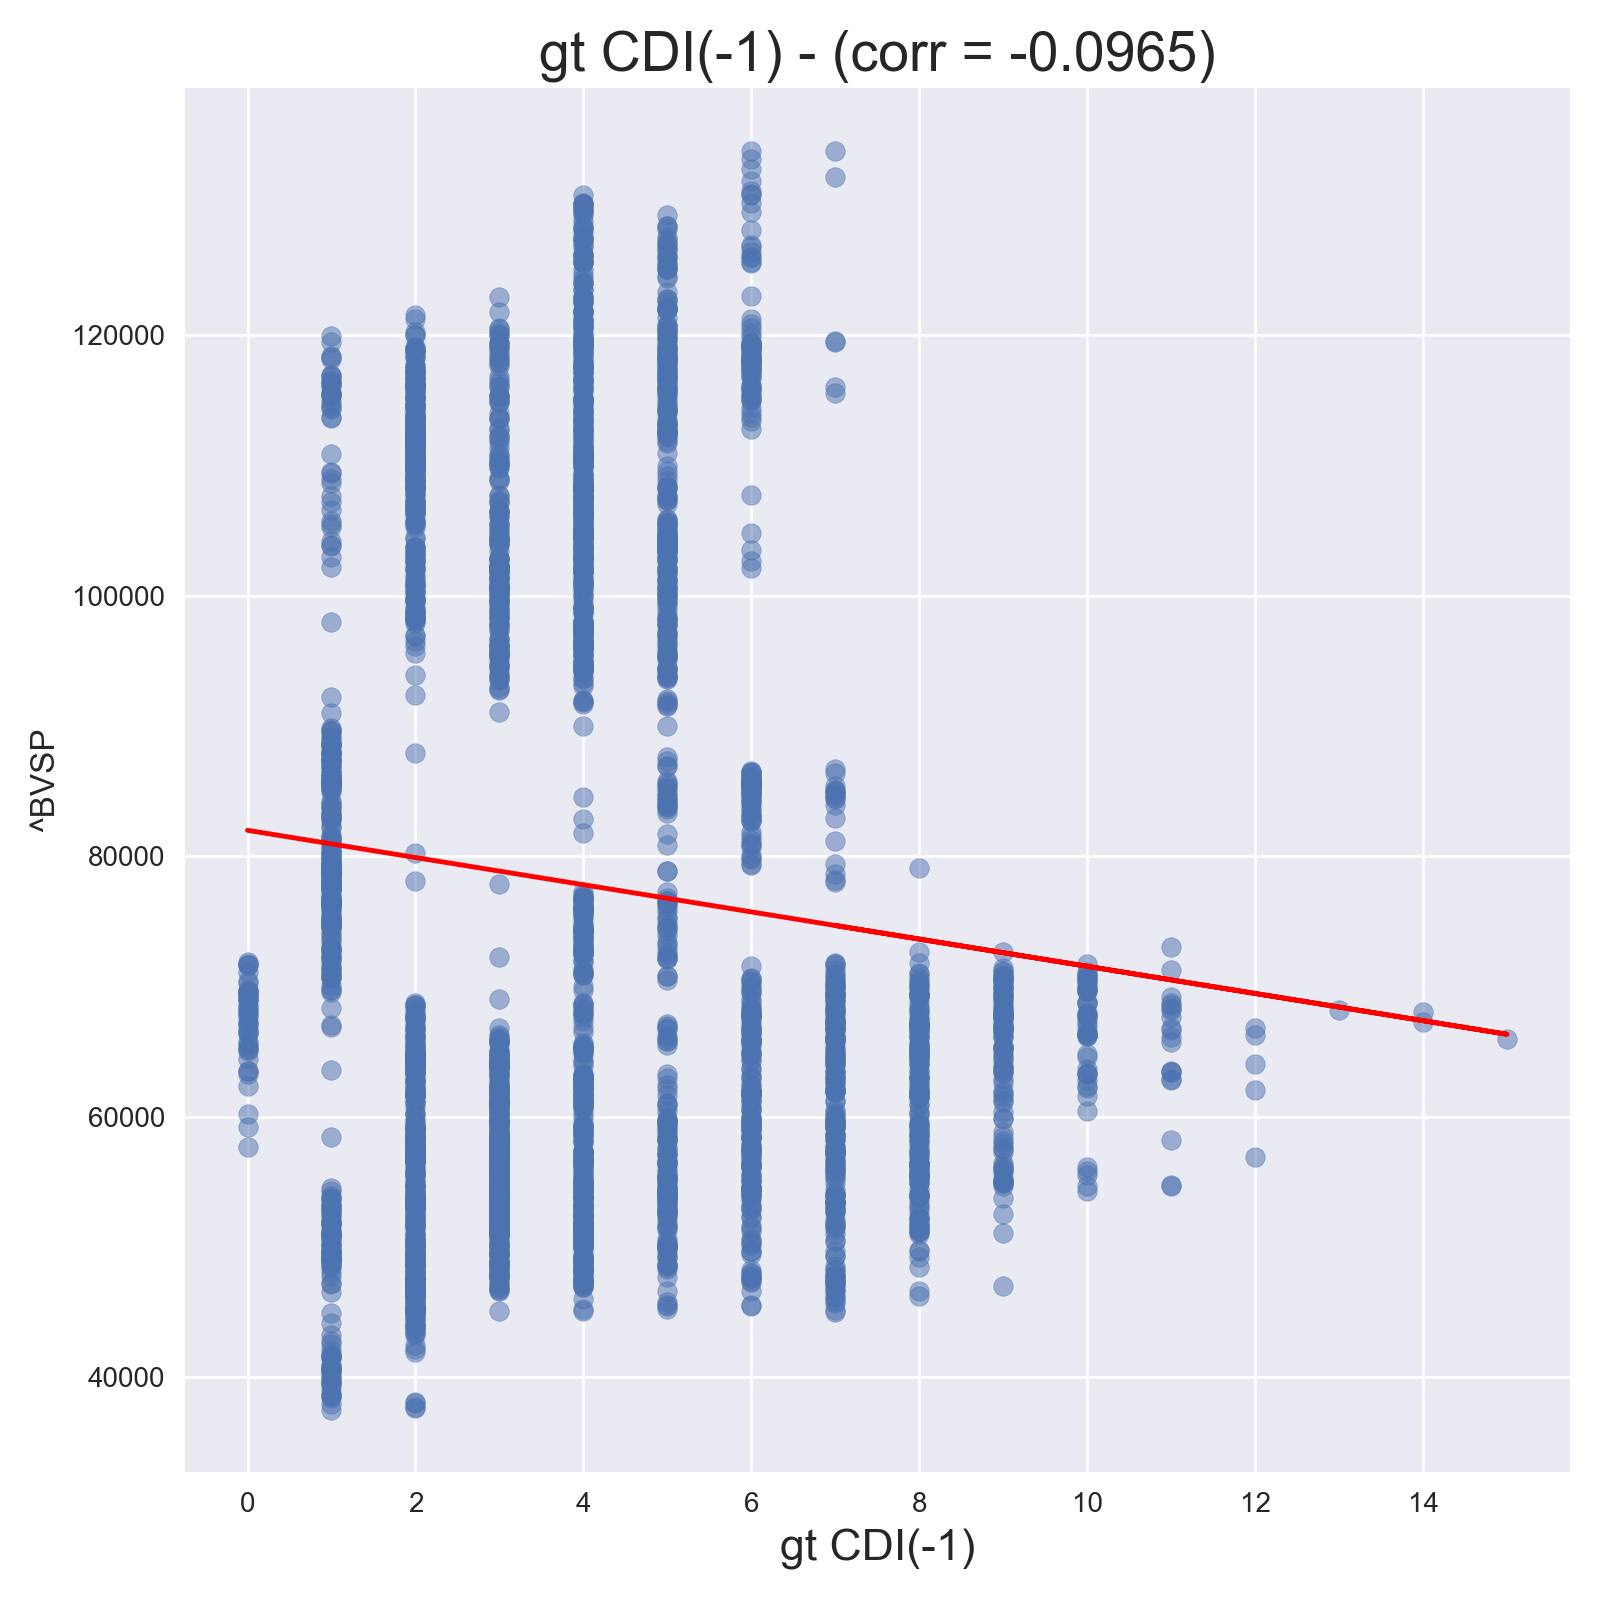 gt CDI(-1) - (corr = -0.0965)
^BVSP
120000
100000
80000
60000
40000
0 2 4 6 8 10 12 14
gt CDI(-1)